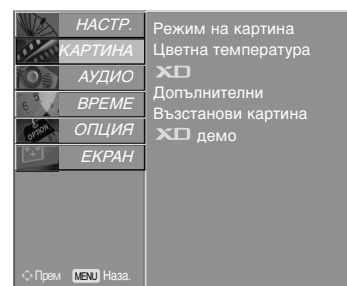 НАСТР.
КАРТИНА
АУДИО
ВРЕМЕ
ОПЦИЯ
OPTION
ЕКРАН
Режим на картина
Цветна температура
XD
Допълнителни
Възстанови картина
XD демо
Прем MENU Наза.